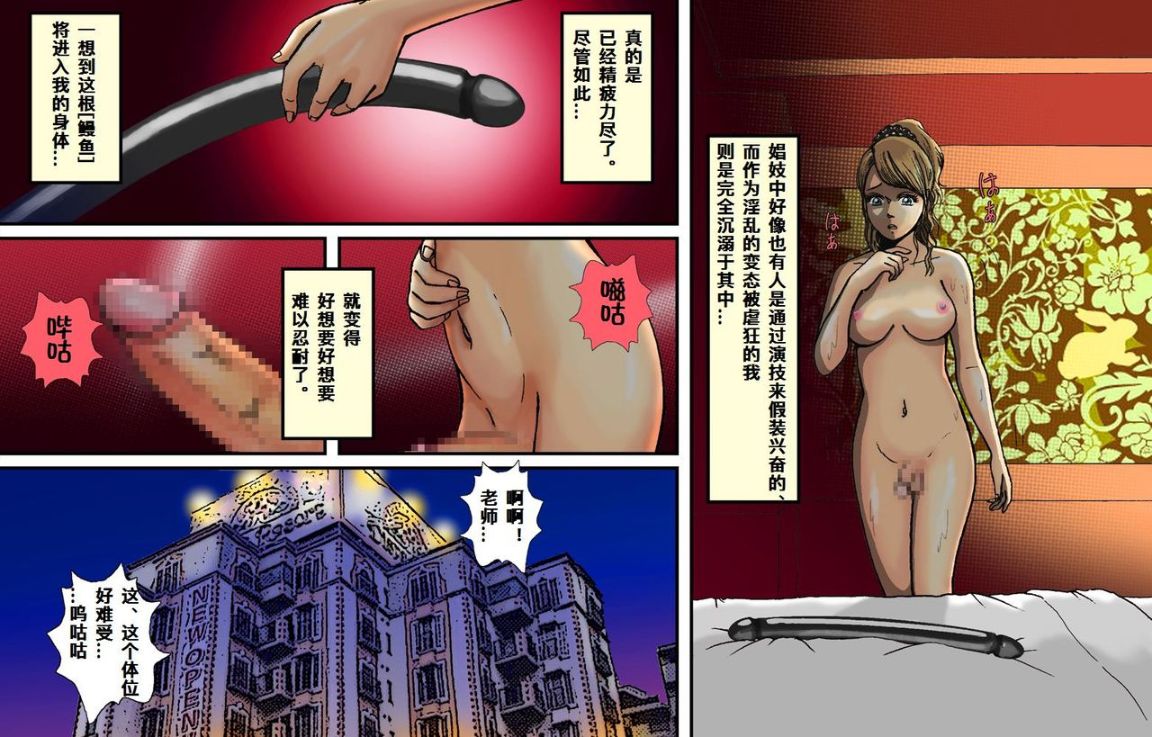 娼妓中好像也有人是通过演技来假装兴奋的、
而作为淫乱的变态被虐狂的我
则是完全沉溺于其中…
はぁ
はぁ
真的是
已经精疲力尽了。
尽管如此…
一想到这根[鳗鱼]
将进入我的身体…
嗞咕
就变得
好想要好想要
难以忍耐了。
哔咕
啊啊！
老师…
这、这个体位
好难受…
…呜咕咕
NEW OPEN